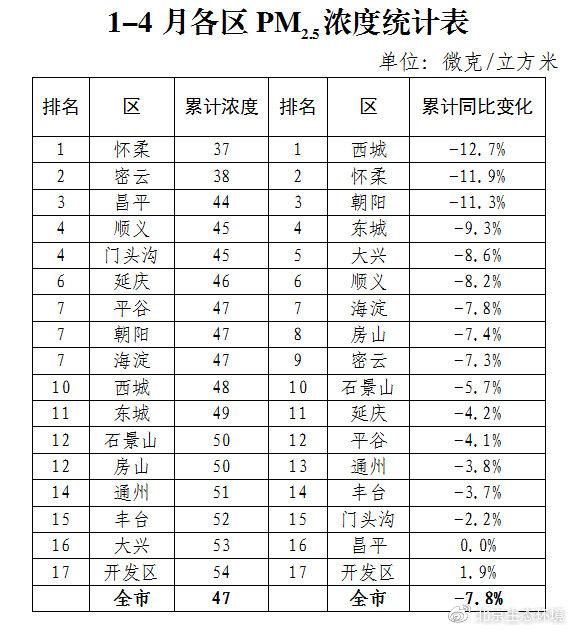 1-4 月各区 PM2.5 浓度统计表
单位：微克/立方米
排名 区 累计浓度 排名 区 累计同比变化
1 怀柔 37 1 西城 -12.7%
2 密云 38 2 怀柔 -11.9%
3 昌平 44 3 朝阳 -11.3%
4 顺义 45 4 东城 -9.3%
4 门头沟 45 5 大兴 -8.6%
6 延庆 46 6 顺义 -8.2%
7 平谷 47 7 海淀 -7.8%
7 朝阳 47 8 房山 -7.4%
7 海淀 47 9 密云 -7.3%
10 西城 48 10 石景山 -5.7%
11 东城 49 11 延庆 -4.2%
12 石景山 50 12 平谷 -4.1%
12 房山 50 13 通州 -3.8%
14 通州 51 14 丰台 -3.7%
15 丰台 52 15 门头沟 -2.2%
16 大兴 53 16 昌平 0.0%
17 开发区 54 17 开发区 1.9%
全市 47 全市 -7.8%
北京生态环境